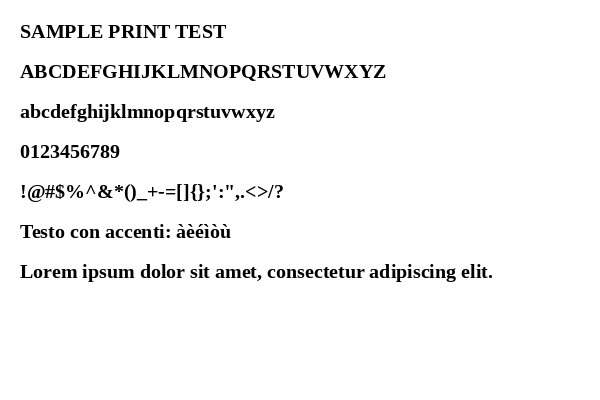 SAMPLE PRINT TEST
ABCDEFGHIJKLMNOPQRSTUVWXYZ
abcdefghijklmnopqrstuvwxyz
0123456789
!@#$%^&*()_+-=[]{};':",.<>/?
Testo con accenti: àèéìòù
Lorem ipsum dolor sit amet, consectetur adipiscing elit.